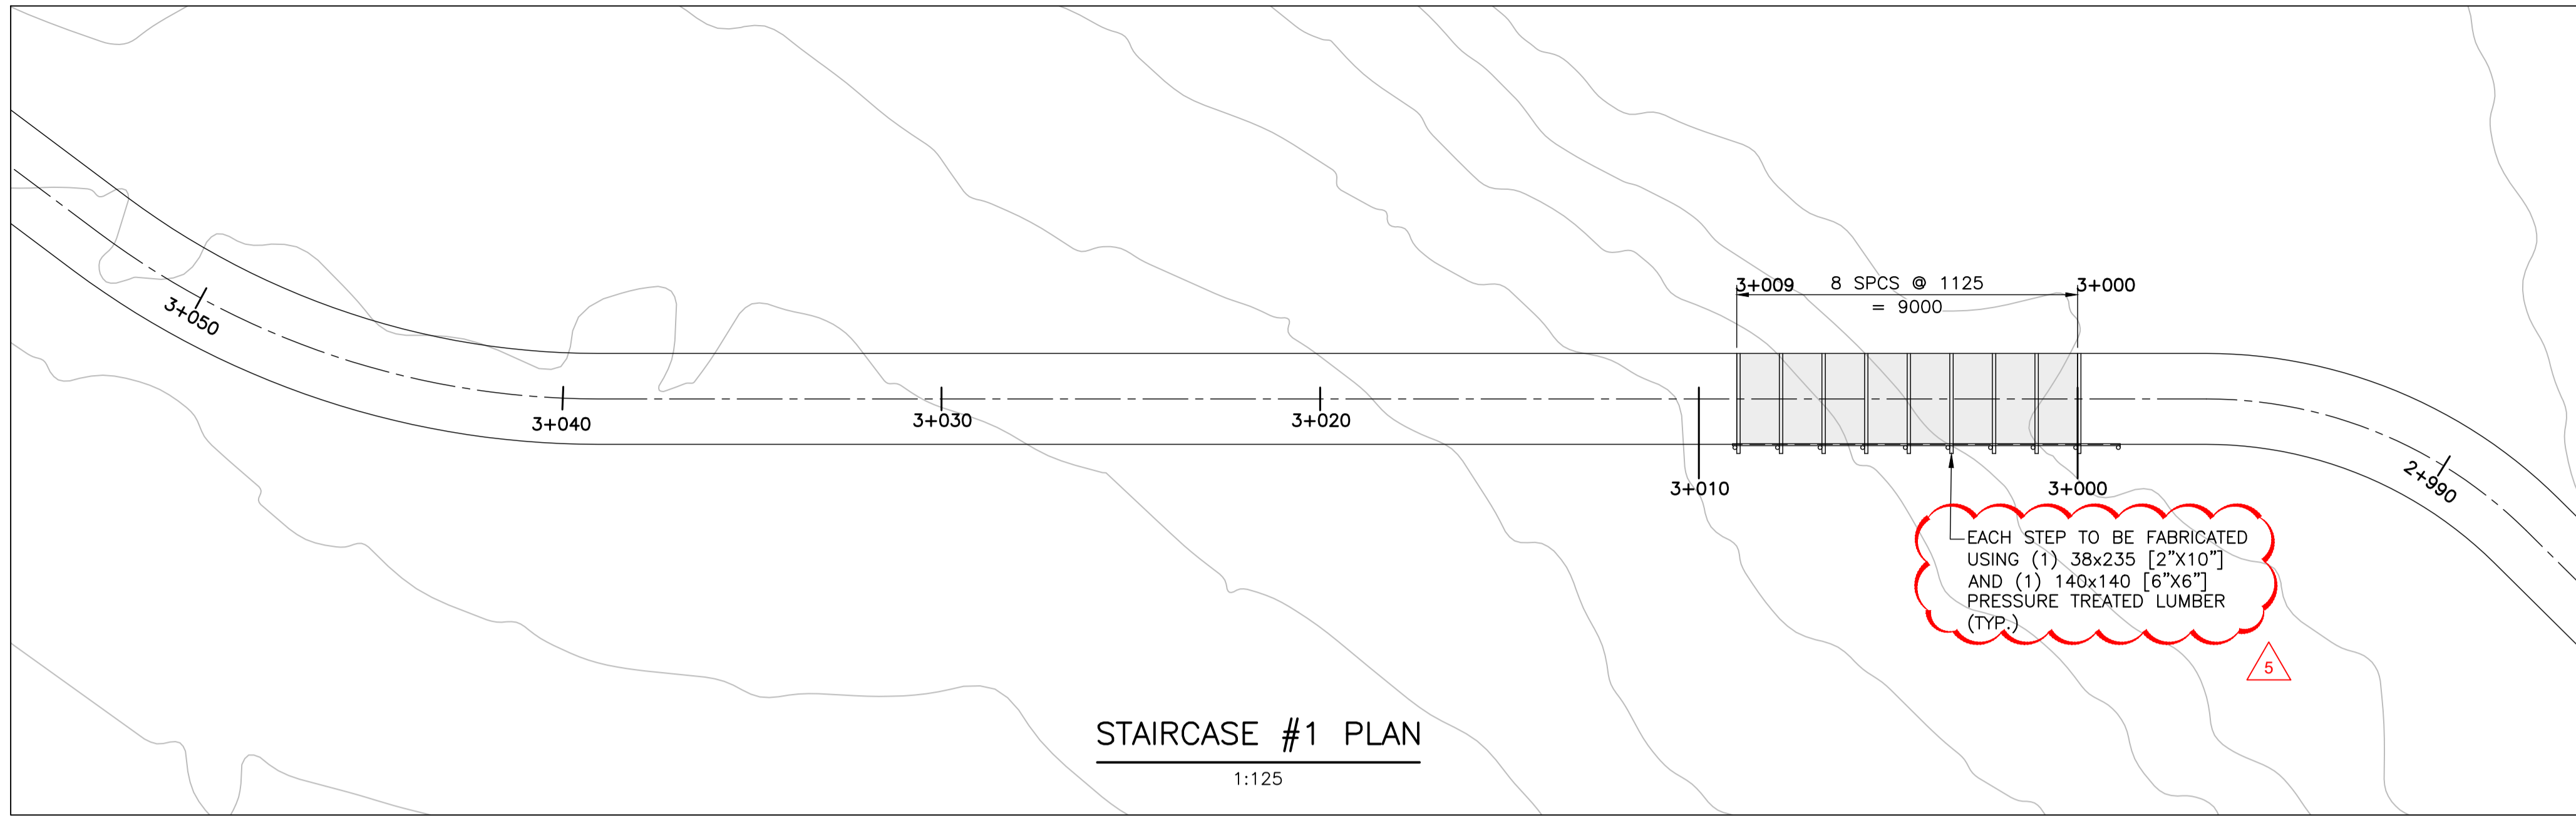 3+009 8 SPCS @ 1125 3+000
= 9000
3+050
3+040
3+030
3+020
3+010
3+000
2+990
EACH STEP TO BE FABRICATED
USING (1) 38x235 [2"X10"]
AND (1) 140x140 [6"X6"]
PRESSURE TREATED LUMBER
(TYP.)
5
STAIRCASE #1 PLAN
1:125